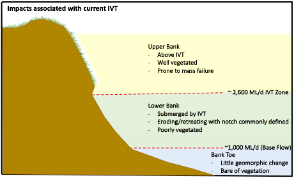 Impacts associated with current IVT
Upper Bank
- Above IVT
- Well vegetated
- Prone to mass failure
~ 2,600 ML/d IVT Zone
Lower Bank
- Submerged by IVT
- Eroding/retreating with notch commonly defined
- Poorly vegetated
~1,000 ML/d (Base Flow)
Bank Toe
- Little geomorphic change
- Bare of vegetation